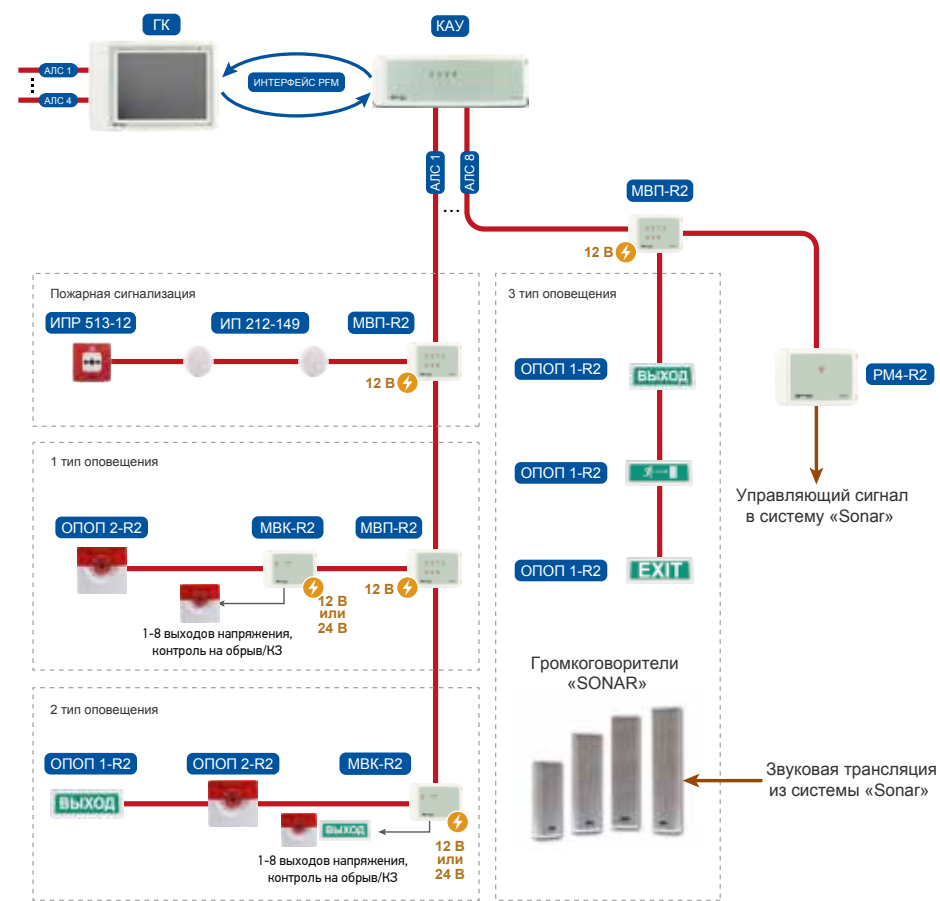 ГК
КАУ
АЛС 1
АЛС 4
ИНТЕРФЕЙС PFM
АЛС 1
АЛС 8
МВП-R2
12 В
Пожарная сигнализация
ИПР 513-12
ИП 212-149
МВП-R2
12 В
3 тип оповещения
ОПОП 1-R2
ВЫХОД
РМ4-R2
1 тип оповещения
ОПОП 1-R2
Управляющий сигнал
в систему «Sonar»
ОПОП 2-R2
МВК-R2
МВП-R2
12 В
12 В
или
24 В
ОПОП 1-R2
EXIT
1-8 выходов напряжения,
контроль на обрыв/КЗ
Громкоговорители
«SONAR»
2 тип оповещения
ОПОП 1-R2
ОПОП 2-R2
МВК-R2
ВЫХОД
ВЫХОД
12 В
или
24 В
1-8 выходов напряжения,
контроль на обрыв/КЗ
Звуковая трансляция
из системы «Sonar»